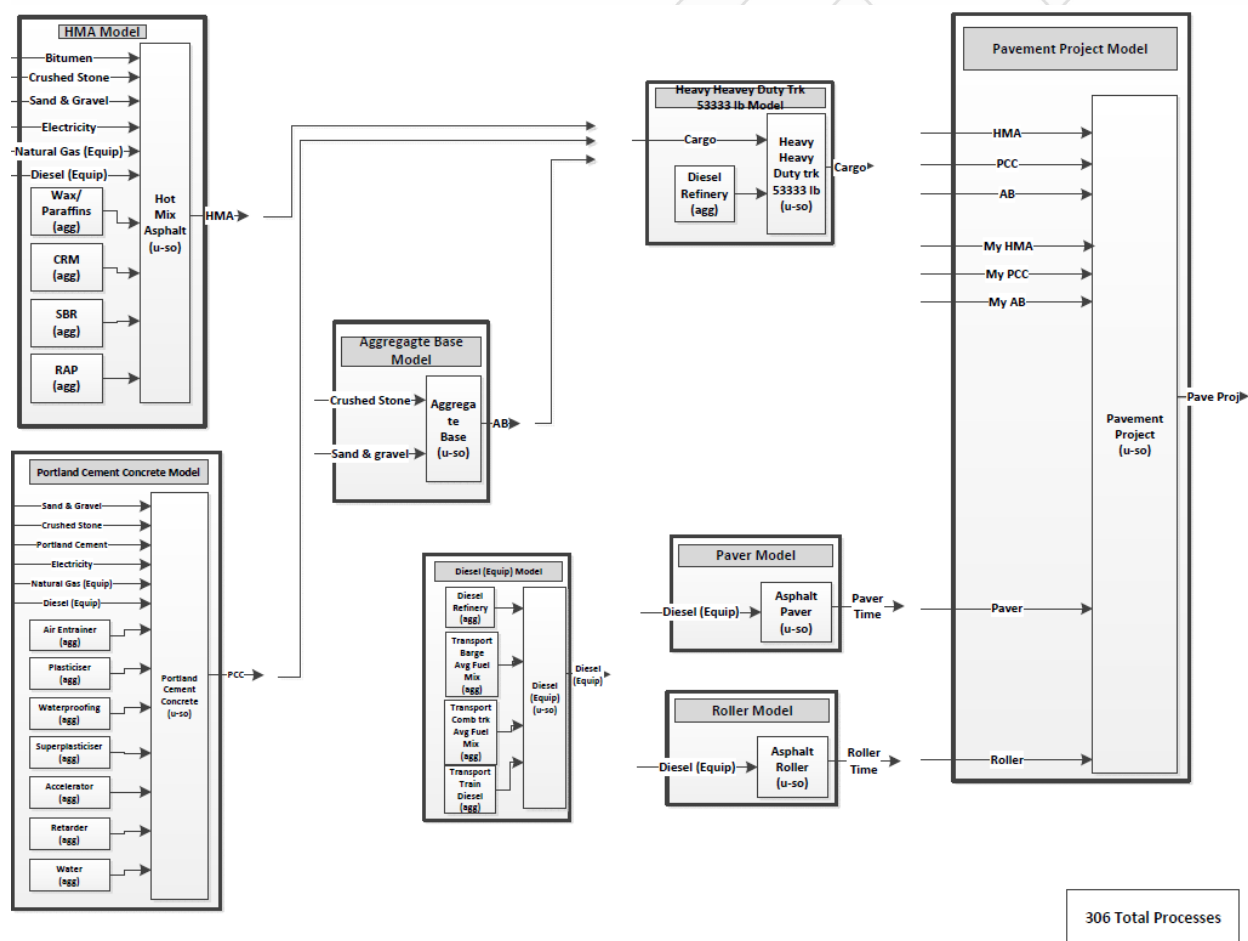 HMA Model
Bitumen
Crushed Stone
Sand & Gravel
Electricity
Natural Gas (Equip)
Diesel (Equip)
Wax/
Paraffins
(agg)
CRM
(agg)
SBR
(agg)
RAP
(agg)
Hot
Mix
Asphalt
(u-so)
HMA
Portland Cement Concrete Model
Sand & Gravel
Crushed Stone
Portland Cement
Electricity
Natural Gas (Equip)
Diesel (Equip)
Air Entrainer
(agg)
Plasticiser
(agg)
Waterproofing
(agg)
Superplasticiser
(agg)
Accelerator
(agg)
Retarder
(agg)
Water
(agg)
Portland
Cement
Concrete
(u-so)
PCC
Aggregagte Base
Model
Crushed Stone
Sand & gravel
Aggrega
te
Base
(u-so)
AB
Diesel (Equip) Model
Diesel
Refinery
(agg)
Transport
Barge
Avg Fuel
Mix
(agg)
Transport
Comb trk
Avg Fuel
Mix
(agg)
Transport
Train
Diesel
(agg)
Diesel
(Equip)
(u-so)
Diesel
(Equip)
Heavy Heavey Duty Trk
53333 lb Model
Cargo
Diesel
Refinery
(agg)
Heavy
Heavy
Duty trk
53333 lb
(u-so)
Cargo
Paver Model
Diesel (Equip)
Asphalt
Paver
(u-so)
Paver
Time
Roller Model
Diesel (Equip)
Asphalt
Roller
(u-so)
Roller
Time
Pavement Project Model
HMA
PCC
AB
My HMA
My PCC
My AB
Paver
Roller
Pavement
Project
(u-so)
Pave Proj
306 Total Processes